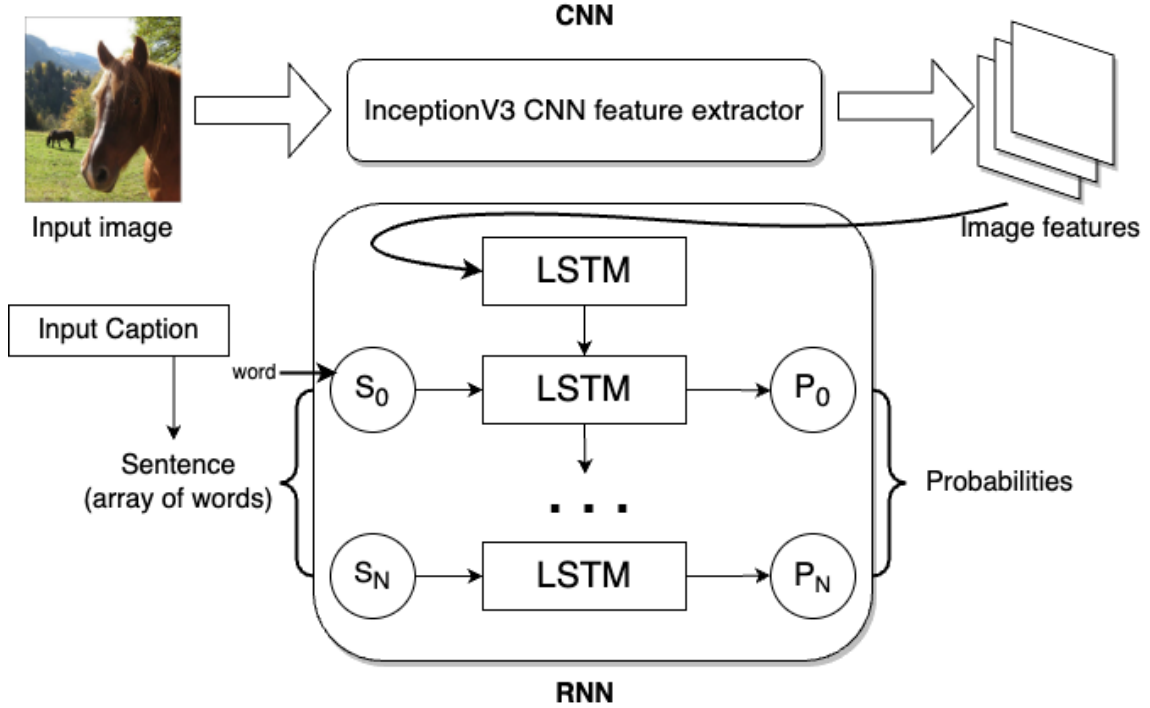 CNN
InceptionV3 CNN feature extractor
Input image
Image features
LSTM
Input Caption
word
S0
LSTM
P0
Sentence
(array of words)
Probabilities
. . .
SN
LSTM
PN
RNN